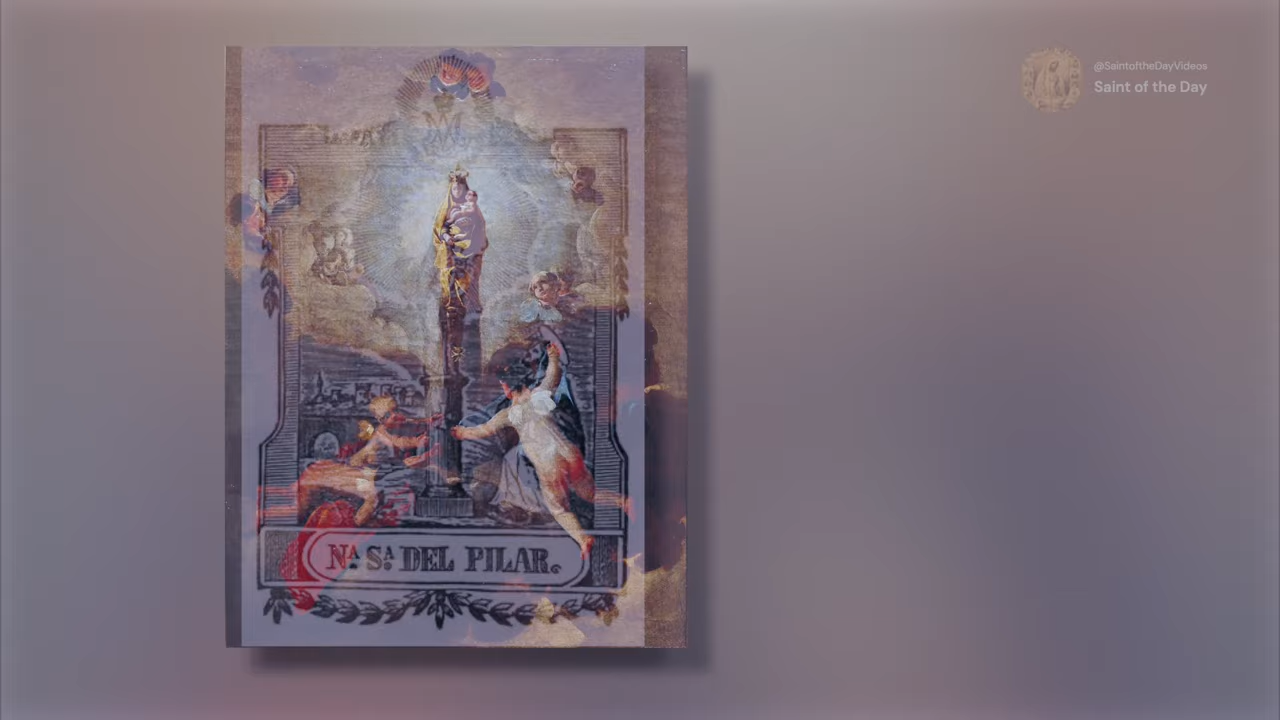 @SaintoftheDayVideos
Saint of the Day
Nᴬ. Sᴬ. DEL PILAR.